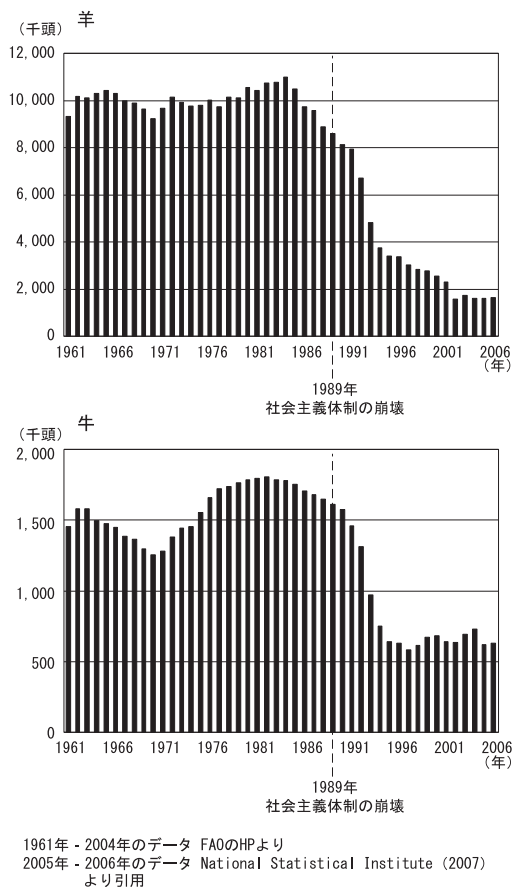 羊
（千頭）
12,000
10,000
8,000
6,000
4,000
2,000
0
1961 1966 1971 1976 1981 1986 1991 1996 2001 2006
（年）
1989年
社会主義体制の崩壊
（千頭） 牛
2,000
1,500
1,000
500
0
1961 1966 1971 1976 1981 1986 1991 1996 2001 2006
（年）
1989年
社会主義体制の崩壊
1961年 - 2004年のデータ FAOのHPより
2005年 - 2006年のデータ National Statistical Institute (2007)
より引用